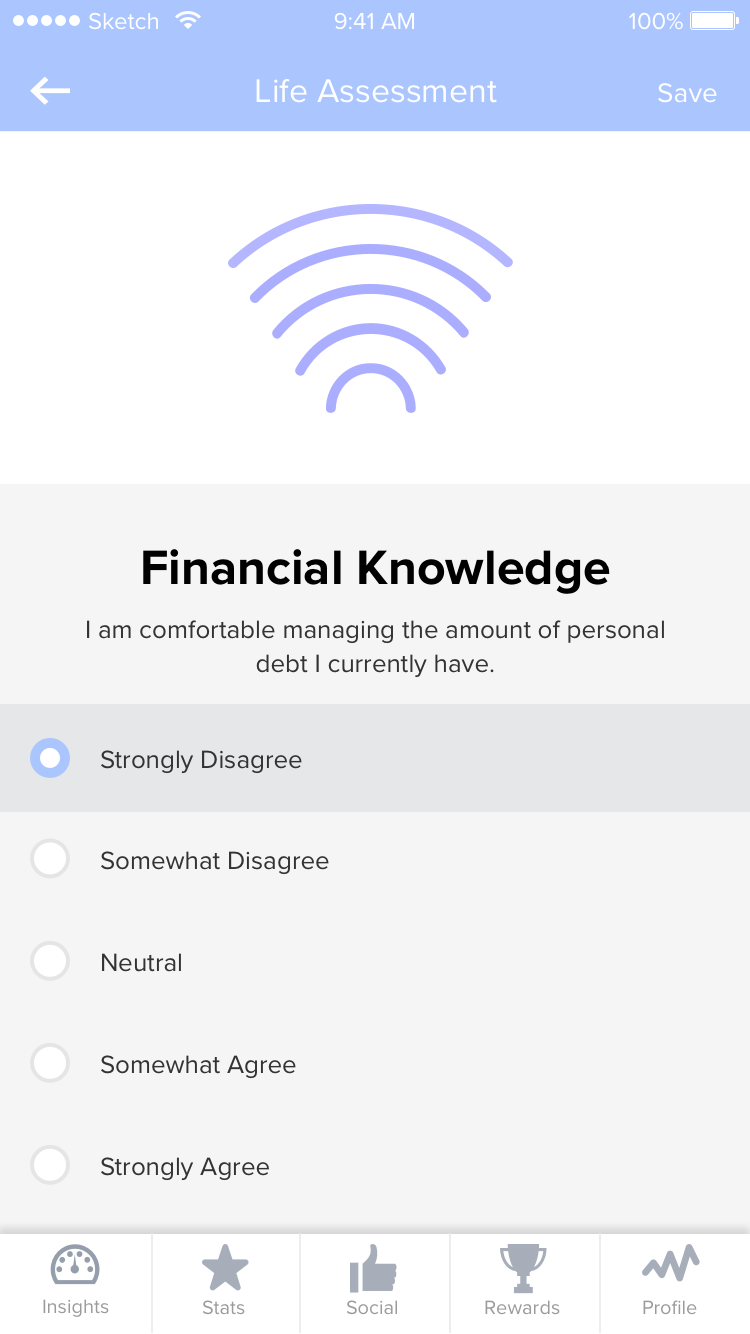 Sketch 9:41 AM 100%
Life Assessment Save
Financial Knowledge
I am comfortable managing the amount of personal
debt I currently have.
Strongly Disagree
Somewhat Disagree
Neutral
Somewhat Agree
Strongly Agree
Insights Stats Social Rewards Profile